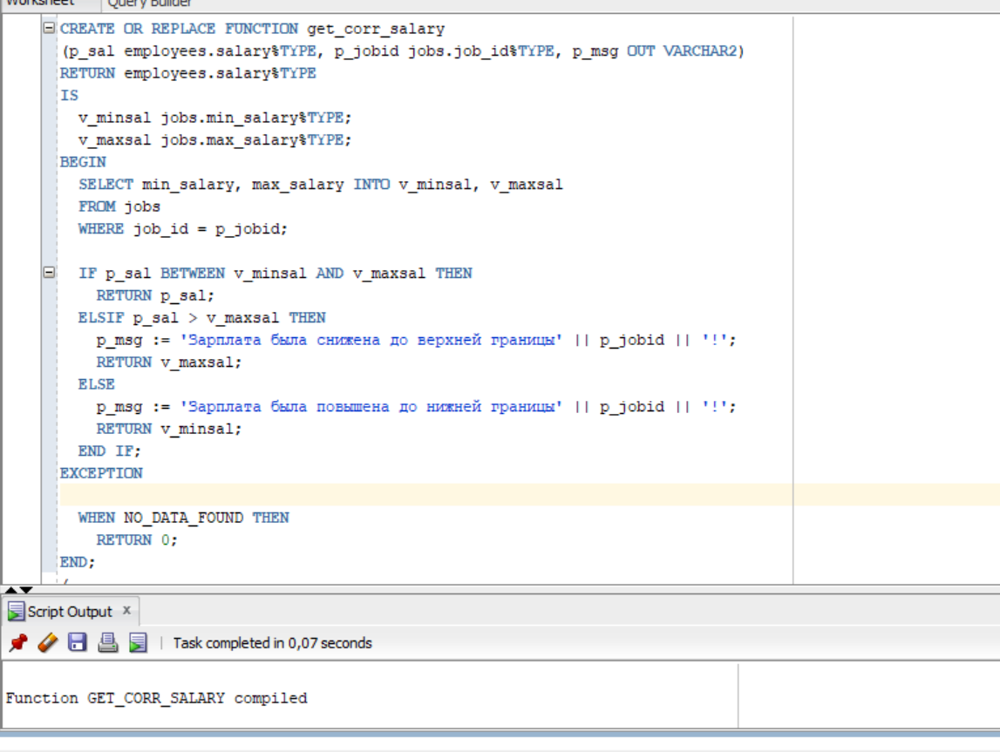 Worksheet Query Builder
CREATE OR REPLACE FUNCTION get_corr_salary
(p_sal employees.salary%TYPE, p_jobid jobs.job_id%TYPE, p_msg OUT VARCHAR2)
RETURN employees.salary%TYPE
IS
v_minsal jobs.min_salary%TYPE;
v_maxsal jobs.max_salary%TYPE;
BEGIN
SELECT min_salary, max_salary INTO v_minsal, v_maxsal
FROM jobs
WHERE job_id = p_jobid;
IF p_sal BETWEEN v_minsal AND v_maxsal THEN
RETURN p_sal;
ELSIF p_sal > v_maxsal THEN
p_msg := 'Зарплата была снижена до верхней границы' || p_jobid || '!';
RETURN v_maxsal;
ELSE
p_msg := 'Зарплата была повышена до нижней границы' || p_jobid || '!';
RETURN v_minsal;
END IF;
EXCEPTION
WHEN NO_DATA_FOUND THEN
RETURN 0;
END;
/
Script Output x
Task completed in 0,07 seconds
Function GET_CORR_SALARY compiled